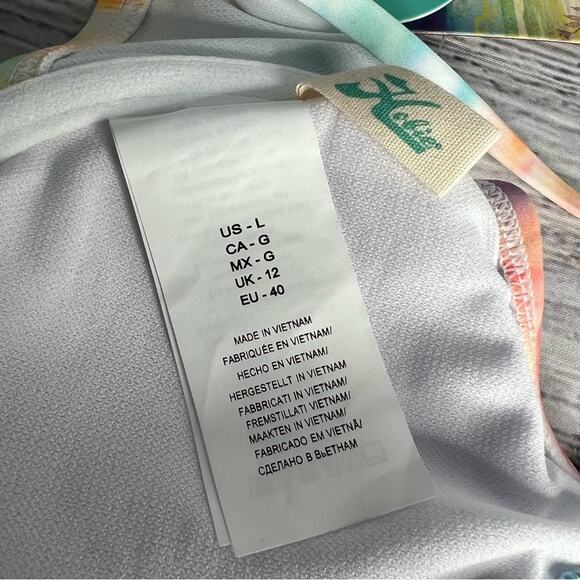 Hobie
US - L
CA - G
MX - G
UK - 12
EU - 40
MADE IN VIETNAM
FABRIQUÉE EN VIETNAM/
HECHO EN VIETNAM/
HERGESTELLT IN VIETNAM/
FABBRICATI IN VIETNAM/
FREMSTILLATI VIETNAM/
MAAKTEN IN VIETNAM/
FABRICADO EM VIETNÃ/
СДЕЛАНО В ВЬЕТНАМ